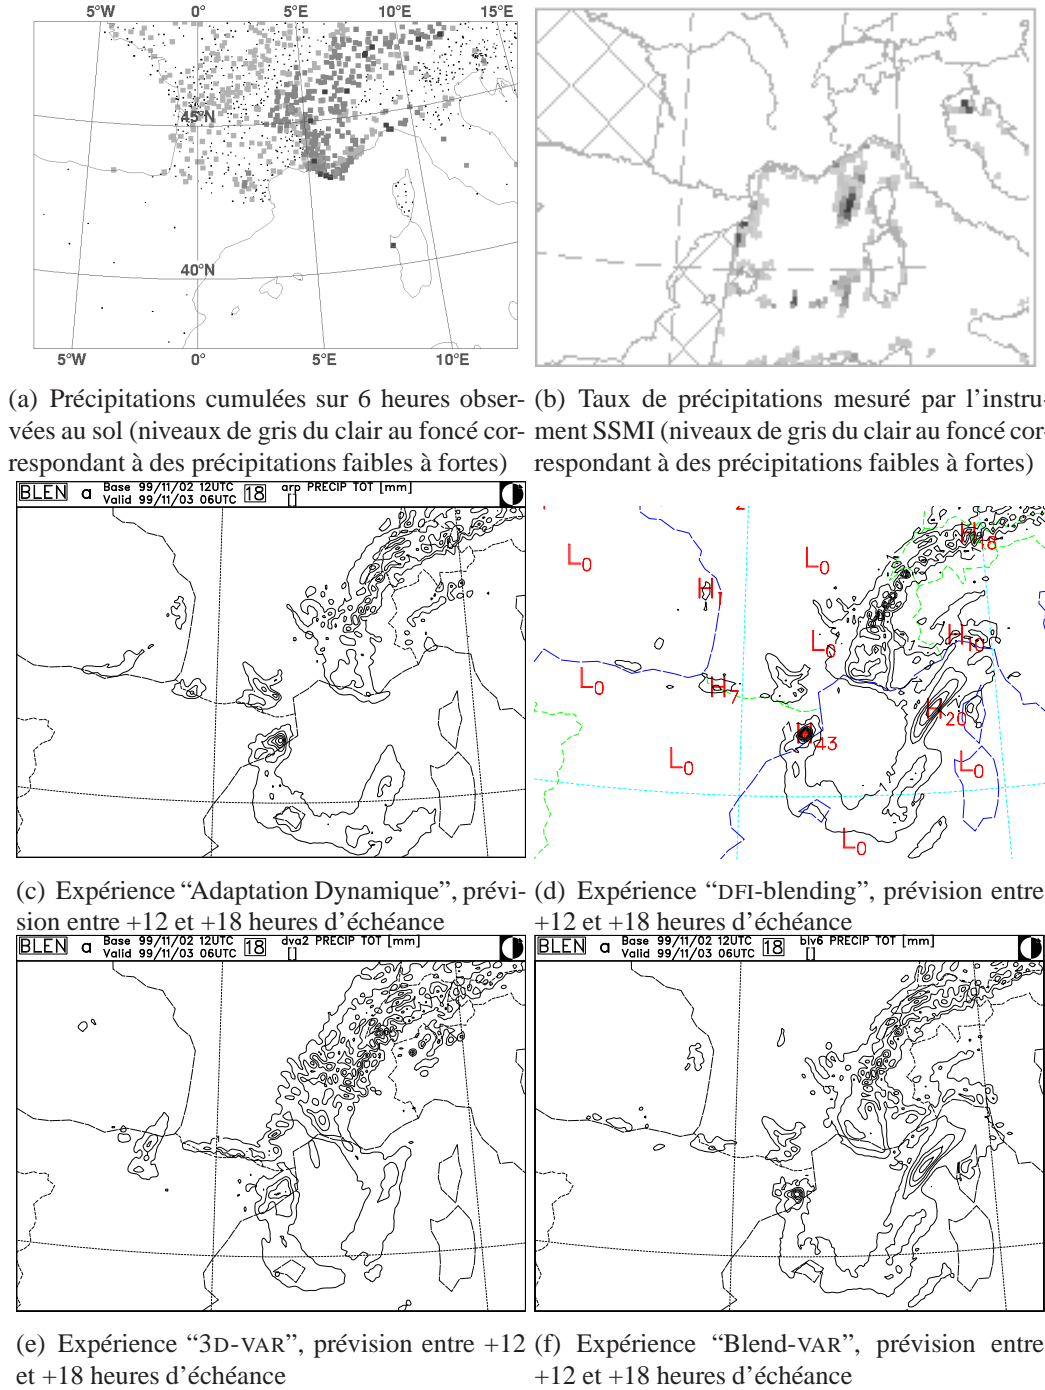 5°W 0° 5°E 10°E 15°E
45°N
40°N
5°W 0° 5°E 10°E
(a) Précipitations cumulées sur 6 heures obser-
vées au sol (niveaux de gris du clair au foncé cor-
respondant à des précipitations faibles à fortes)
(b) Taux de précipitations mesuré par l'instru-
ment SSMI (niveaux de gris du clair au foncé cor-
respondant à des précipitations faibles à fortes)
BLEN a Base 99/11/02 12UTC 18 arp PRECIP TOT [mm]
Valid 99/11/03 06UTC []
2
H18
L0
L0
H1
H10
L0
L0
H7
H20
43
L0
L0
L0
(c) Expérience “Adaptation Dynamique”, prévi-
sion entre +12 et +18 heures d'échéance
(d) Expérience “DFI-blending”, prévision entre
+12 et +18 heures d'échéance
BLEN a Base 99/11/02 12UTC 18 dva2 PRECIP TOT [mm]
Valid 99/11/03 06UTC []
BLEN a Base 99/11/02 12UTC 18 blv6 PRECIP TOT [mm]
Valid 99/11/03 06UTC []
(e) Expérience “3D-VAR”, prévision entre +12
et +18 heures d'échéance
(f) Expérience “Blend-VAR”, prévision entre
+12 et +18 heures d'échéance